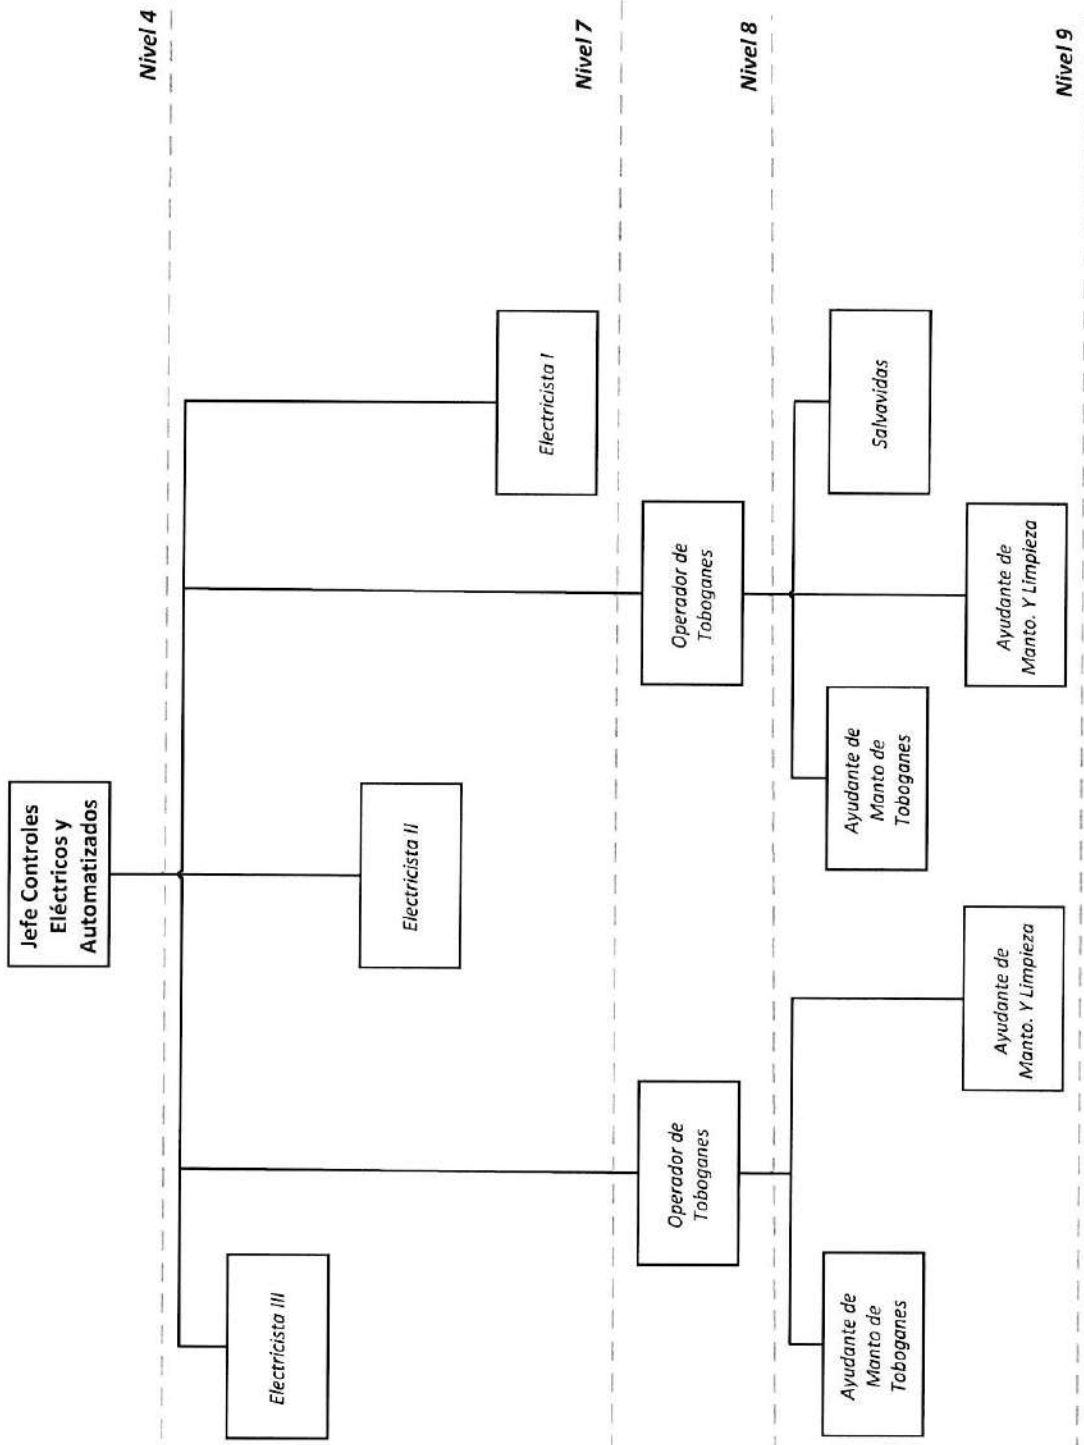 Jefe Controles
Eléctricos y
Automatizados
Nivel 4
Electricista III
Electricista II
Electricista I
Nivel 7
Operador de
Toboganes
Operador de
Toboganes
Nivel 8
Ayudante de
Manto de
Toboganes
Ayudante de
Manto. Y Limpieza
Ayudante de
Manto de
Toboganes
Ayudante de
Manto. Y Limpieza
Salvavidas
Nivel 9